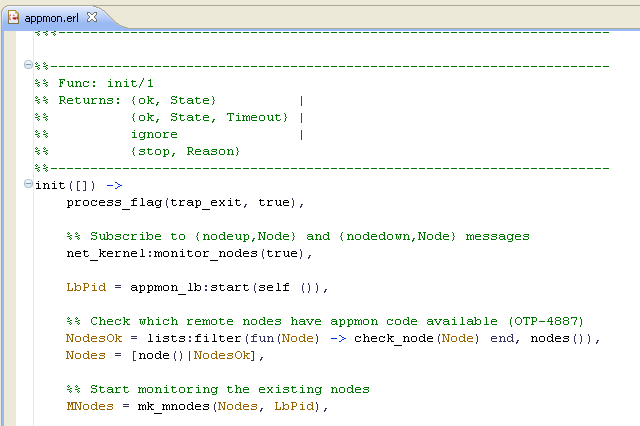 appmon.erl
%%%--------------------------------------------------------------------
%%---------------------------------------------------------------------
%% Func: init/1
%% Returns: {ok, State}          |
%%          {ok, State, Timeout} |
%%          ignore               |
%%          {stop, Reason}
%%---------------------------------------------------------------------
init([]) ->
    process_flag(trap_exit, true),
    %% Subscribe to {nodeup,Node} and {nodedown,Node} messages
    net_kernel:monitor_nodes(true),
    LbPid = appmon_lb:start(self ()),
    %% Check which remote nodes have appmon code available (OTP-4887)
    NodesOk = lists:filter(fun(Node) -> check_node(Node) end, nodes()),
    Nodes = [node()|NodesOk],
    %% Start monitoring the existing nodes
    MNodes = mk_mnodes(Nodes, LbPid),